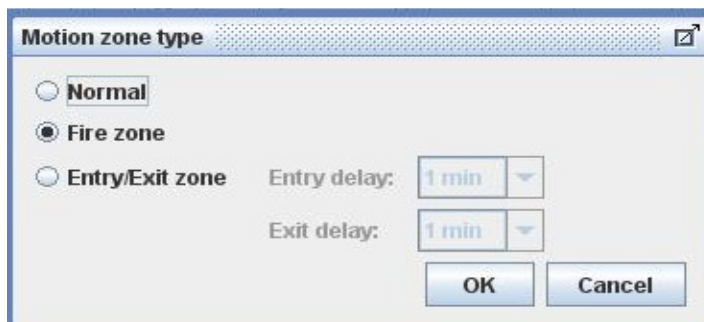 Motion zone type
Normal
Fire zone
Entry/Exit zone Entry delay: 1 min
Exit delay: 1 min
OK Cancel